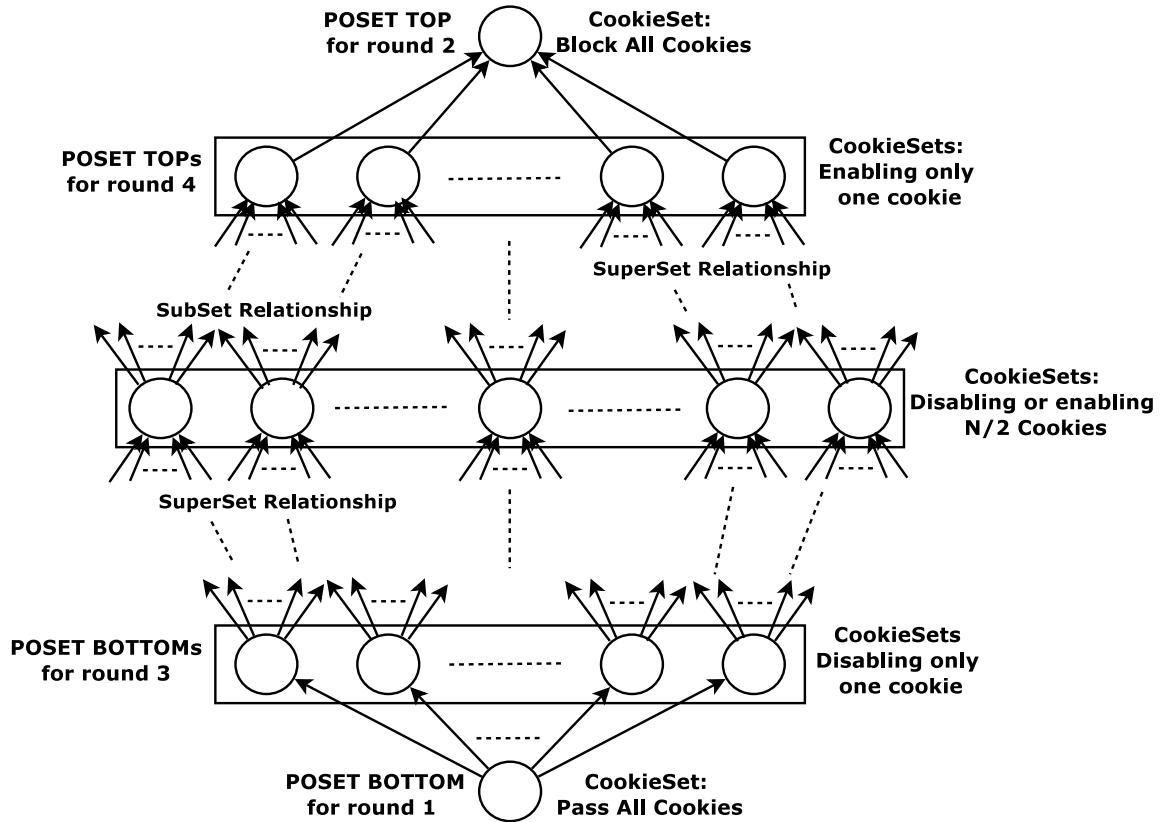 POSET TOP
for round 2
CookieSet:
Block All Cookies
POSET TOPs
for round 4
CookieSets:
Enabling only
one cookie
SuperSet Relationship
SubSet Relationship
CookieSets:
Disabling or enabling
N/2 Cookies
SuperSet Relationship
POSET BOTTOMs
for round 3
CookieSets
Disabling only
one cookie
POSET BOTTOM
for round 1
CookieSet:
Pass All Cookies